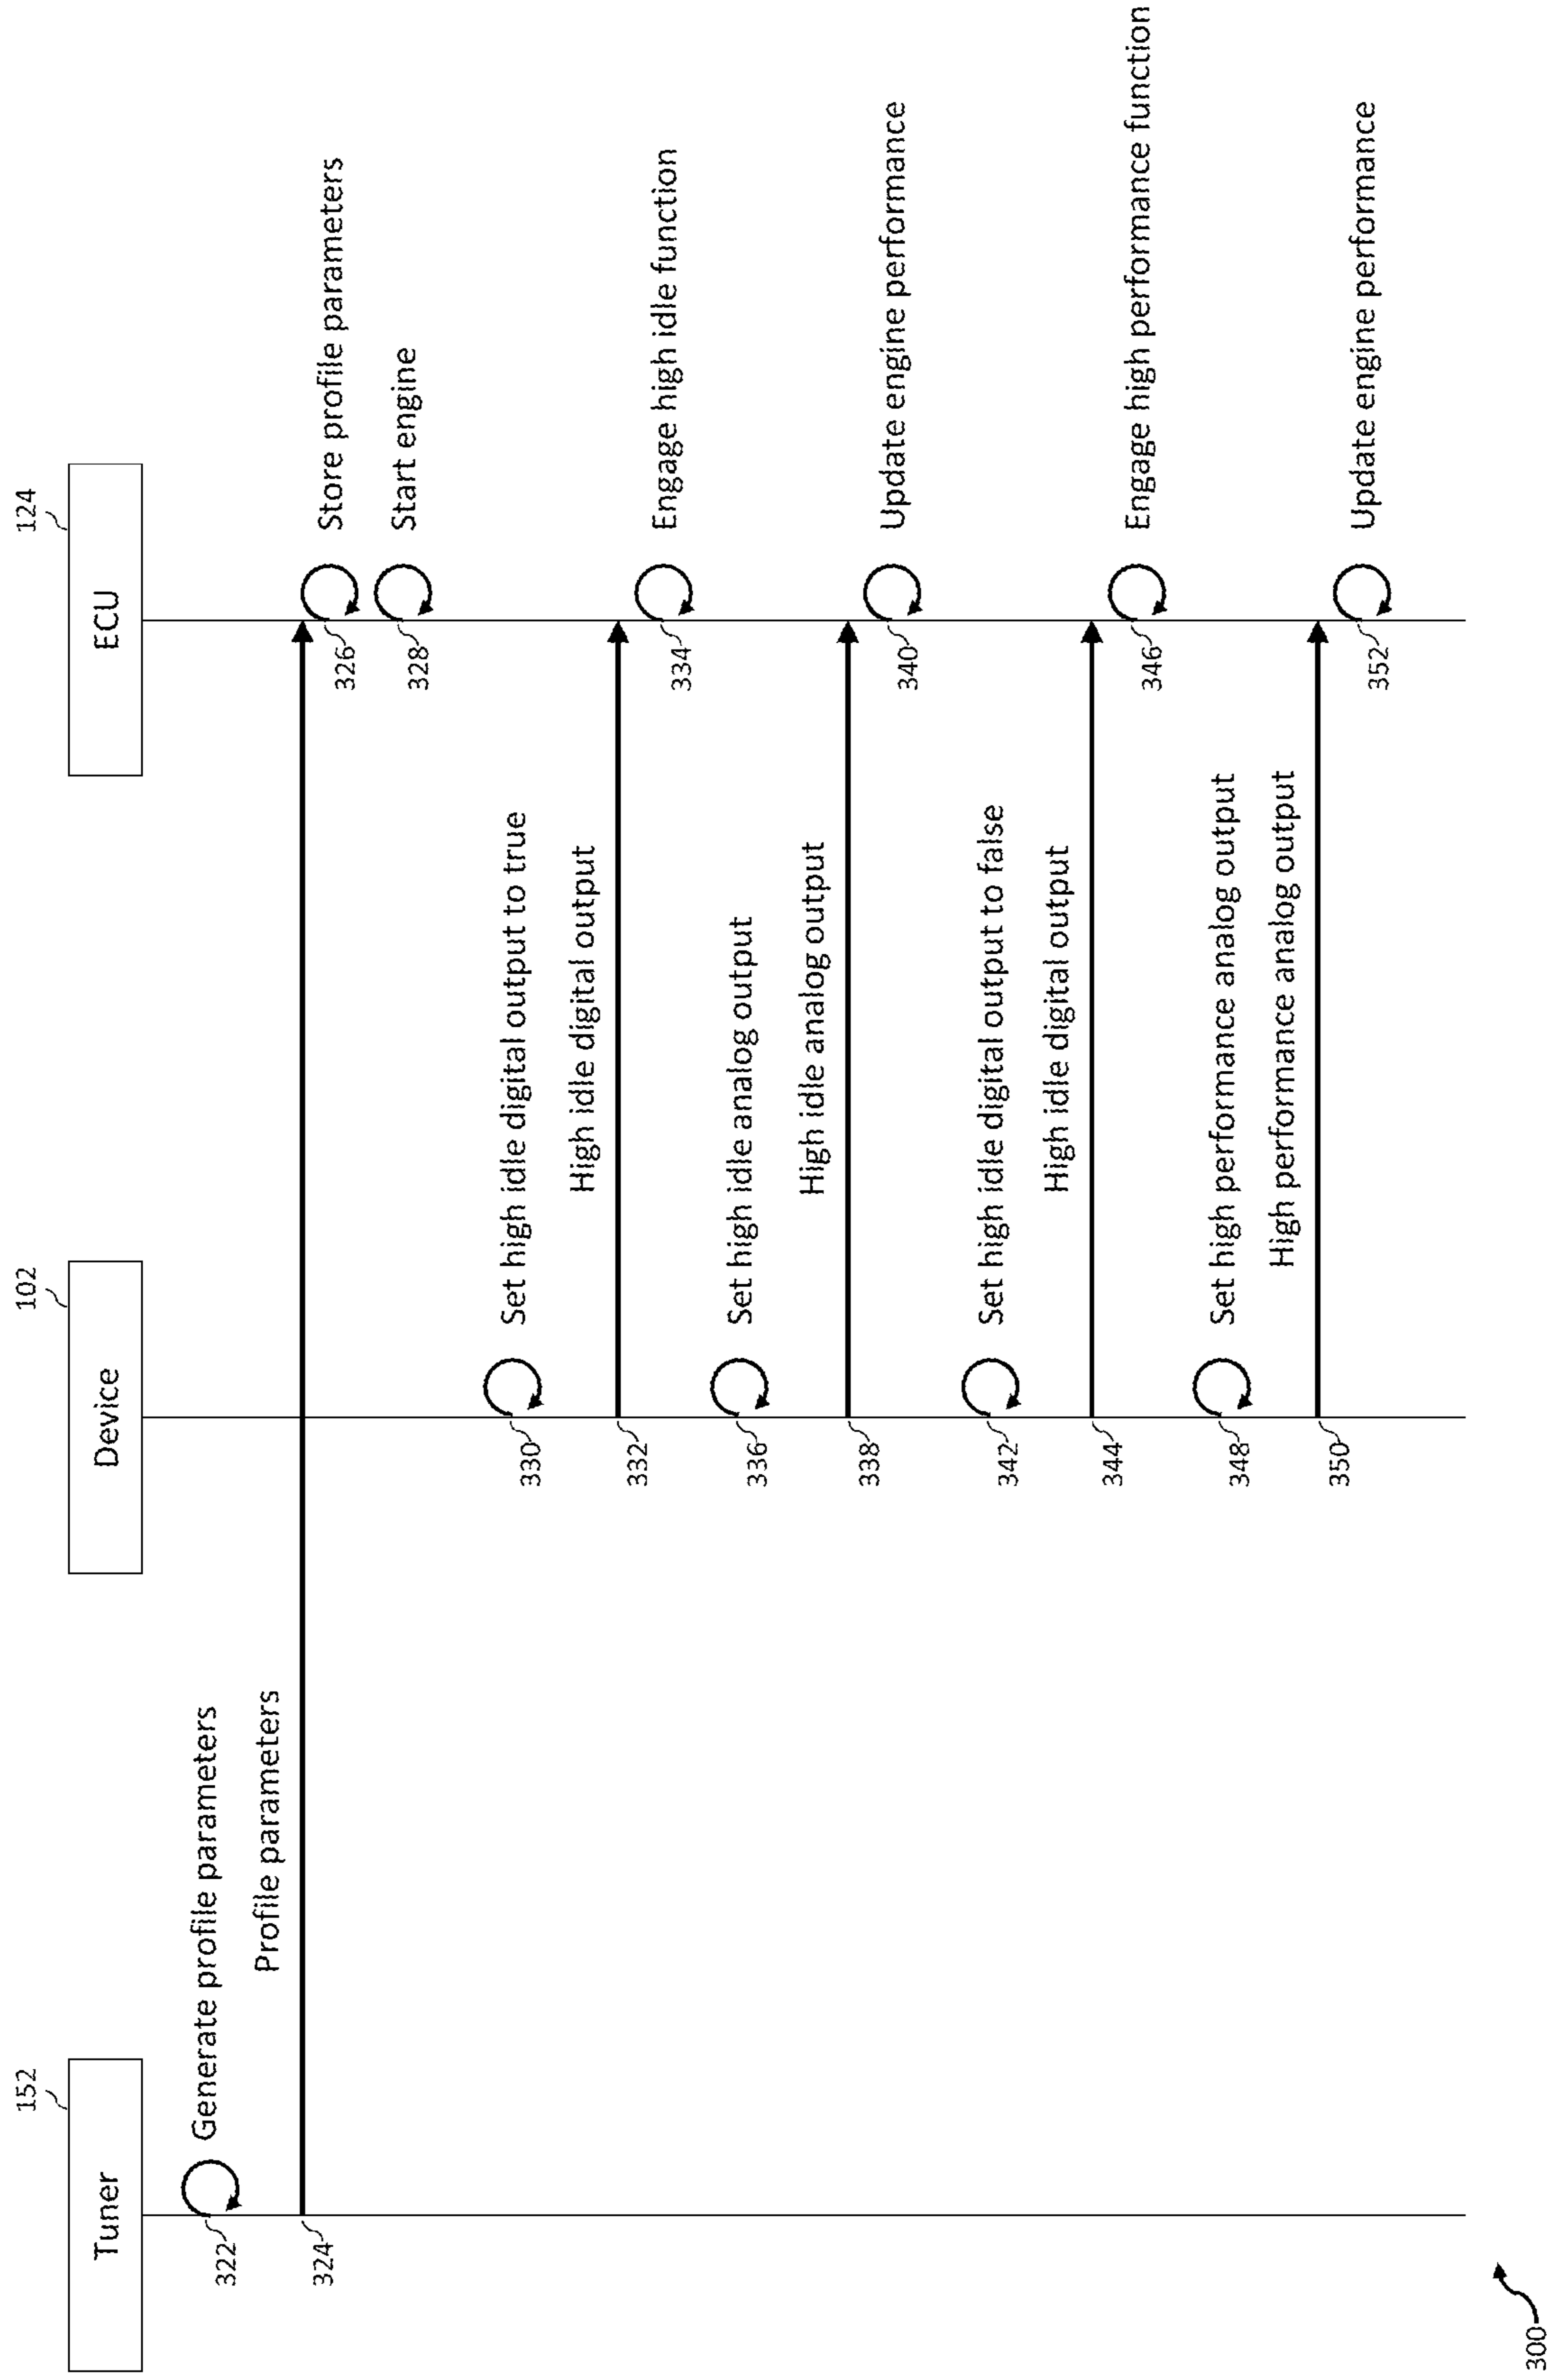 152
102
124
Tuner
Device
ECU
322
Generate profile parameters
Profile parameters
324
326
Store profile parameters
328
Start engine
330
Set high idle digital output to true
High idle digital output
332
334
Engage high idle function
336
Set high idle analog output
High idle analog output
338
340
Update engine performance
342
Set high idle digital output to false
High idle digital output
344
346
Engage high performance function
348
Set high performance analog output
High performance analog output
350
352
Update engine performance
300